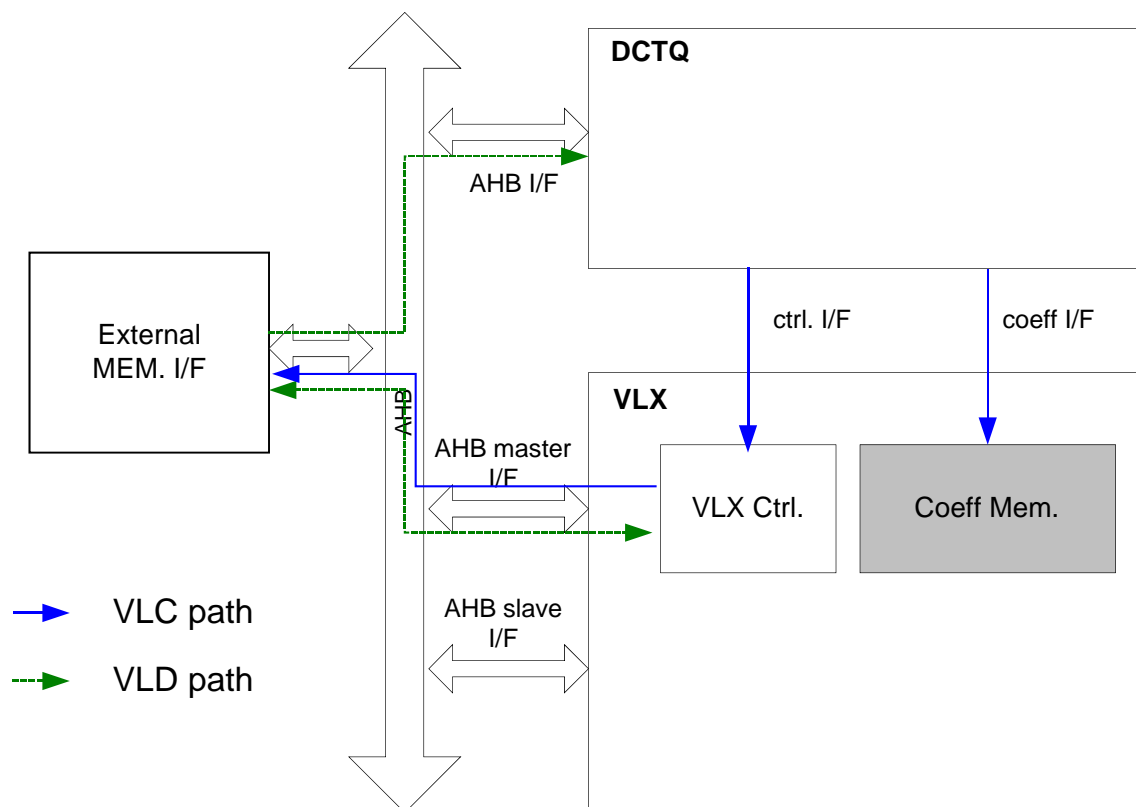 DCTQ
AHB I/F
External
MEM. I/F
ctrl. I/F
coeff I/F
AHB
VLX
AHB master
I/F
VLX Ctrl.
Coeff Mem.
AHB slave
I/F
VLC path
VLD path